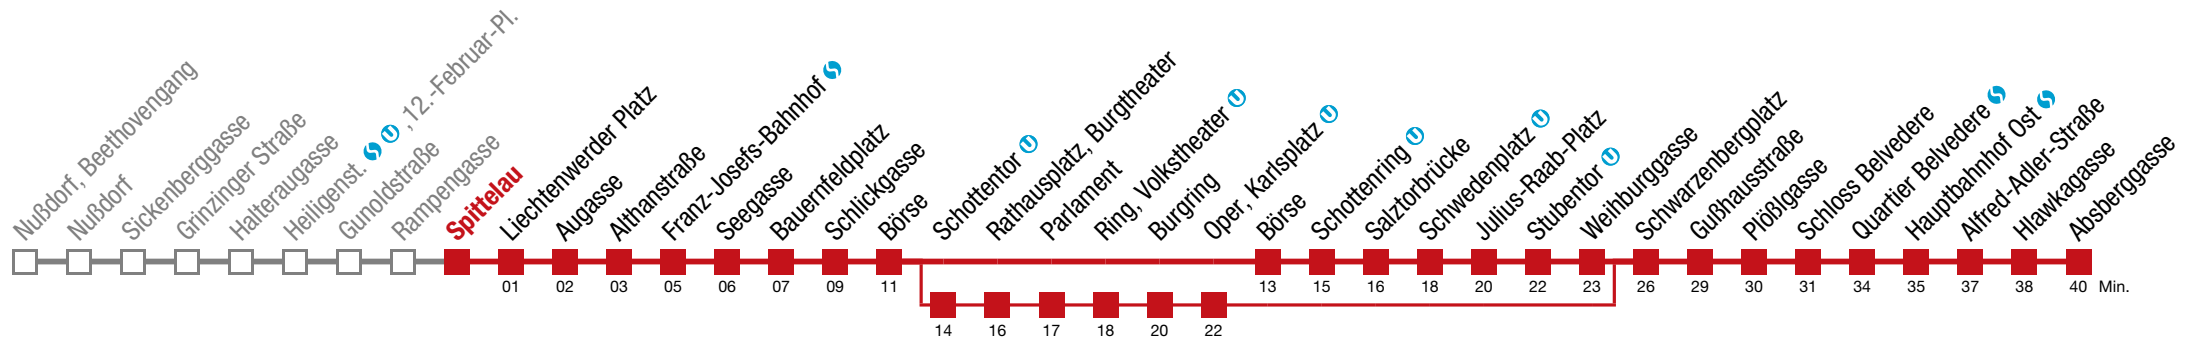 Nußdorf, Beethovengang
Nußdorf
Sickenberggasse
Grinzinger Straße
Halteraugasse
Heiligenst. S U , 12.-Februar-Pl.
Gunoldstraße
Rampengasse
Spittelau
Liechtenwerder Platz
Augasse
Althanstraße
Franz-Josefs-Bahnhof S
Seegasse
Bauernfeldplatz
Schlickgasse
Börse
Schottentor U
Rathausplatz, Burgtheater
Parlament
Ring, Volkstheater U
Burgring
Oper, Karlsplatz U
Börse
Schottenring U
Salztorbrücke
Schwedenplatz U
Julius-Raab-Platz
Stubentor U
Weihburggasse
Schwarzenbergplatz
Gußhausstraße
Plößlgasse
Schloss Belvedere
Quartier Belvedere S
Hauptbahnhof Ost S
Alfred-Adler-Straße
Hlawkagasse
Absberggasse
01 02 03 05 06 07 09 11 13 15 16 18 20 22 23 26 29 30 31 34 35 37 38 40 Min.
14 16 17 18 20 22